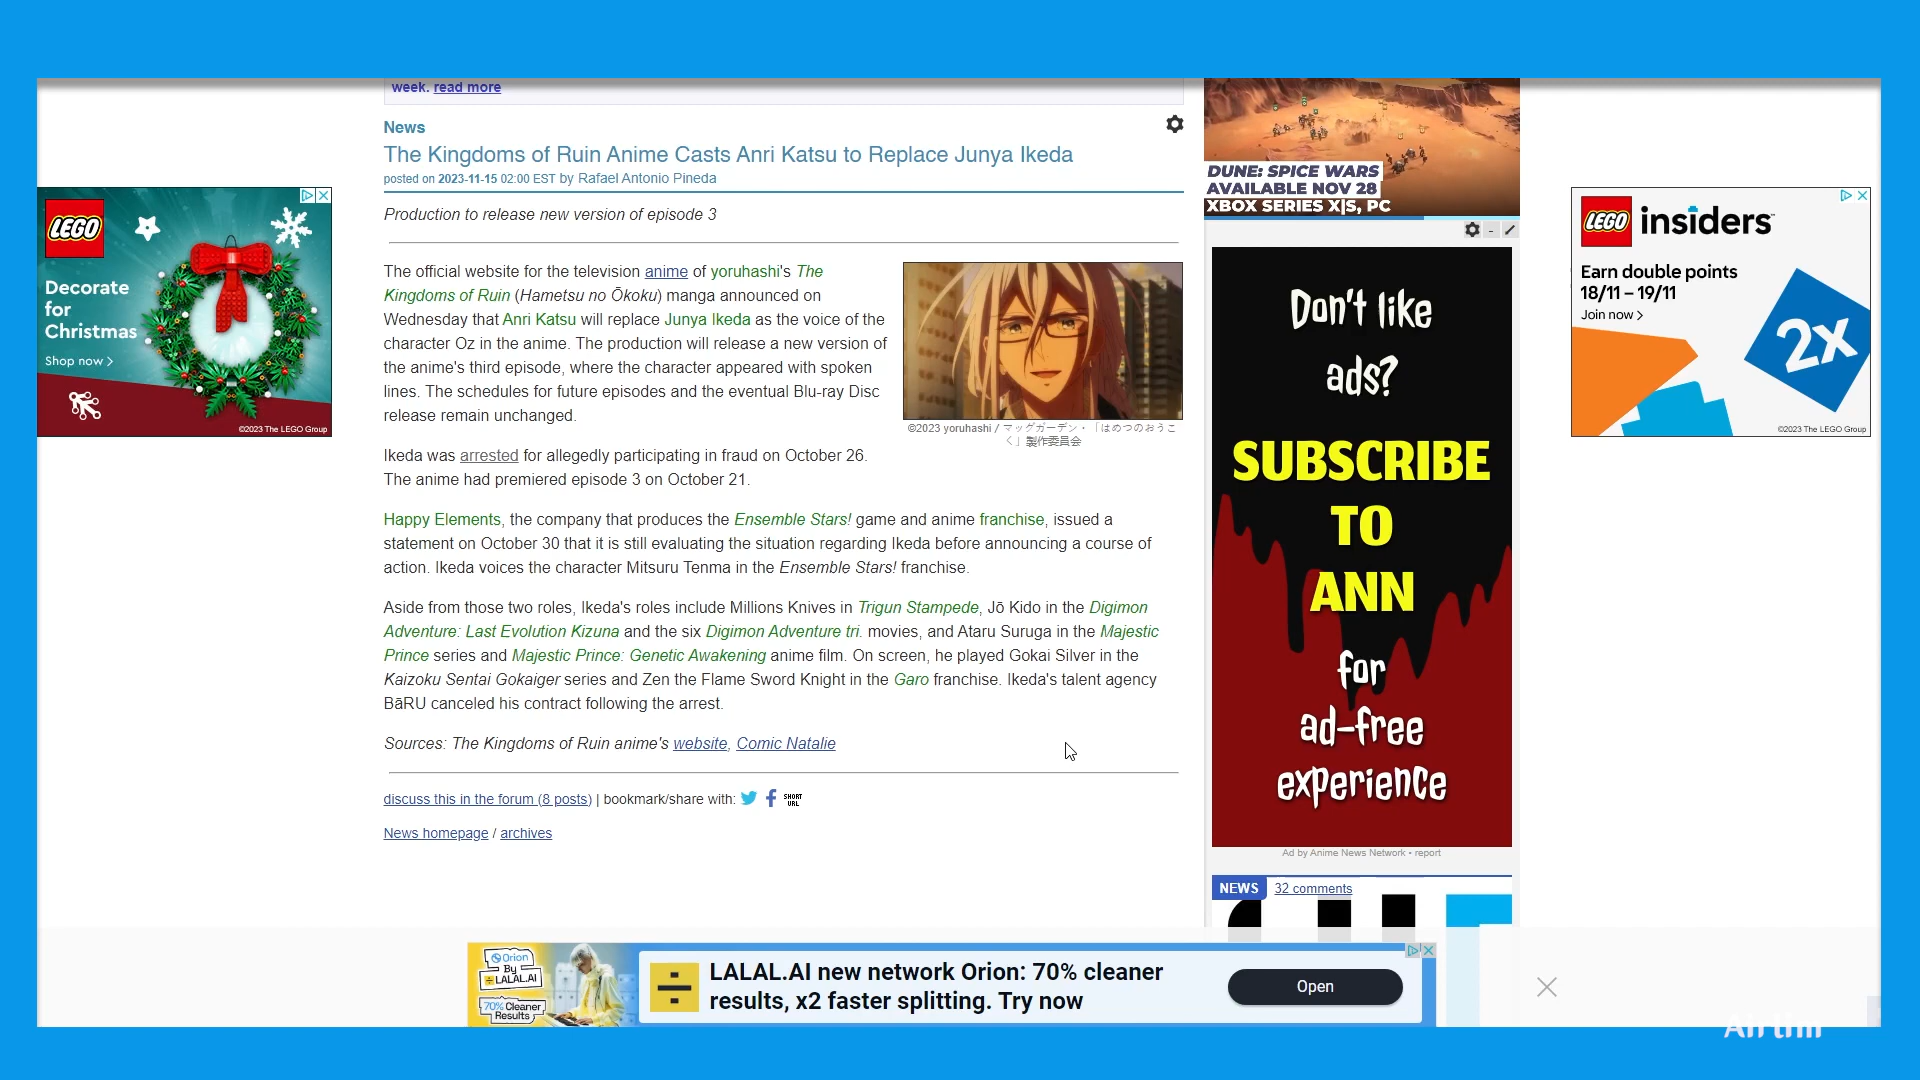 week. read more
News
The Kingdoms of Ruin Anime Casts Anri Katsu to Replace Junya Ikeda
posted on 2023-11-15 02:00 EST by Rafael Antonio Pineda
Production to release new version of episode 3
The official website for the television anime of yoruhashi's The
Kingdoms of Ruin (Hametsu no Ōkoku) manga announced on
Wednesday that Anri Katsu will replace Junya Ikeda as the voice of the
character Oz in the anime. The production will release a new version of
the anime's third episode, where the character appeared with spoken
lines. The schedules for future episodes and the eventual Blu-ray Disc
release remain unchanged.
©2023 yoruhashi / マッグガーデン・「はめつのおうこ
く」製作委員会
Ikeda was arrested for allegedly participating in fraud on October 26.
The anime had premiered episode 3 on October 21.
Happy Elements, the company that produces the Ensemble Stars! game and anime franchise, issued a
statement on October 30 that it is still evaluating the situation regarding Ikeda before announcing a course of
action. Ikeda voices the character Mitsuru Tenma in the Ensemble Stars! franchise.
Aside from those two roles, Ikeda's roles include Millions Knives in Trigun Stampede, Jō Kido in the Digimon
Adventure: Last Evolution Kizuna and the six Digimon Adventure tri. movies, and Ataru Suruga in the Majestic
Prince series and Majestic Prince: Genetic Awakening anime film. On screen, he played Gokai Silver in the
Kaizoku Sentai Gokaiger series and Zen the Flame Sword Knight in the Garo franchise. Ikeda's talent agency
BãRU canceled his contract following the arrest.
Sources: The Kingdoms of Ruin anime's website, Comic Natalie
discuss this in the forum (8 posts) | bookmark/share with: SHORT
URL
News homepage / archives
LEGO
Decorate
for
Christmas
Shop now >
©2023 The LEGO Group
DUNE: SPICE WARS
AVAILABLE NOV 28
XBOX SERIES X|S, PC
Don't like
ads?
SUBSCRIBE
TO
ANN
for
ad-free
experience
Ad by Anime News Network • report
NEWS 32 comments
LEGO insiders™
Earn double points
18/11 – 19/11
Join now >
2x
©2023 The LEGO Group
Orion
By
LALAL.AI
70% Cleaner
Results
LALAL.AI new network Orion: 70% cleaner
results, x2 faster splitting. Try now
Open